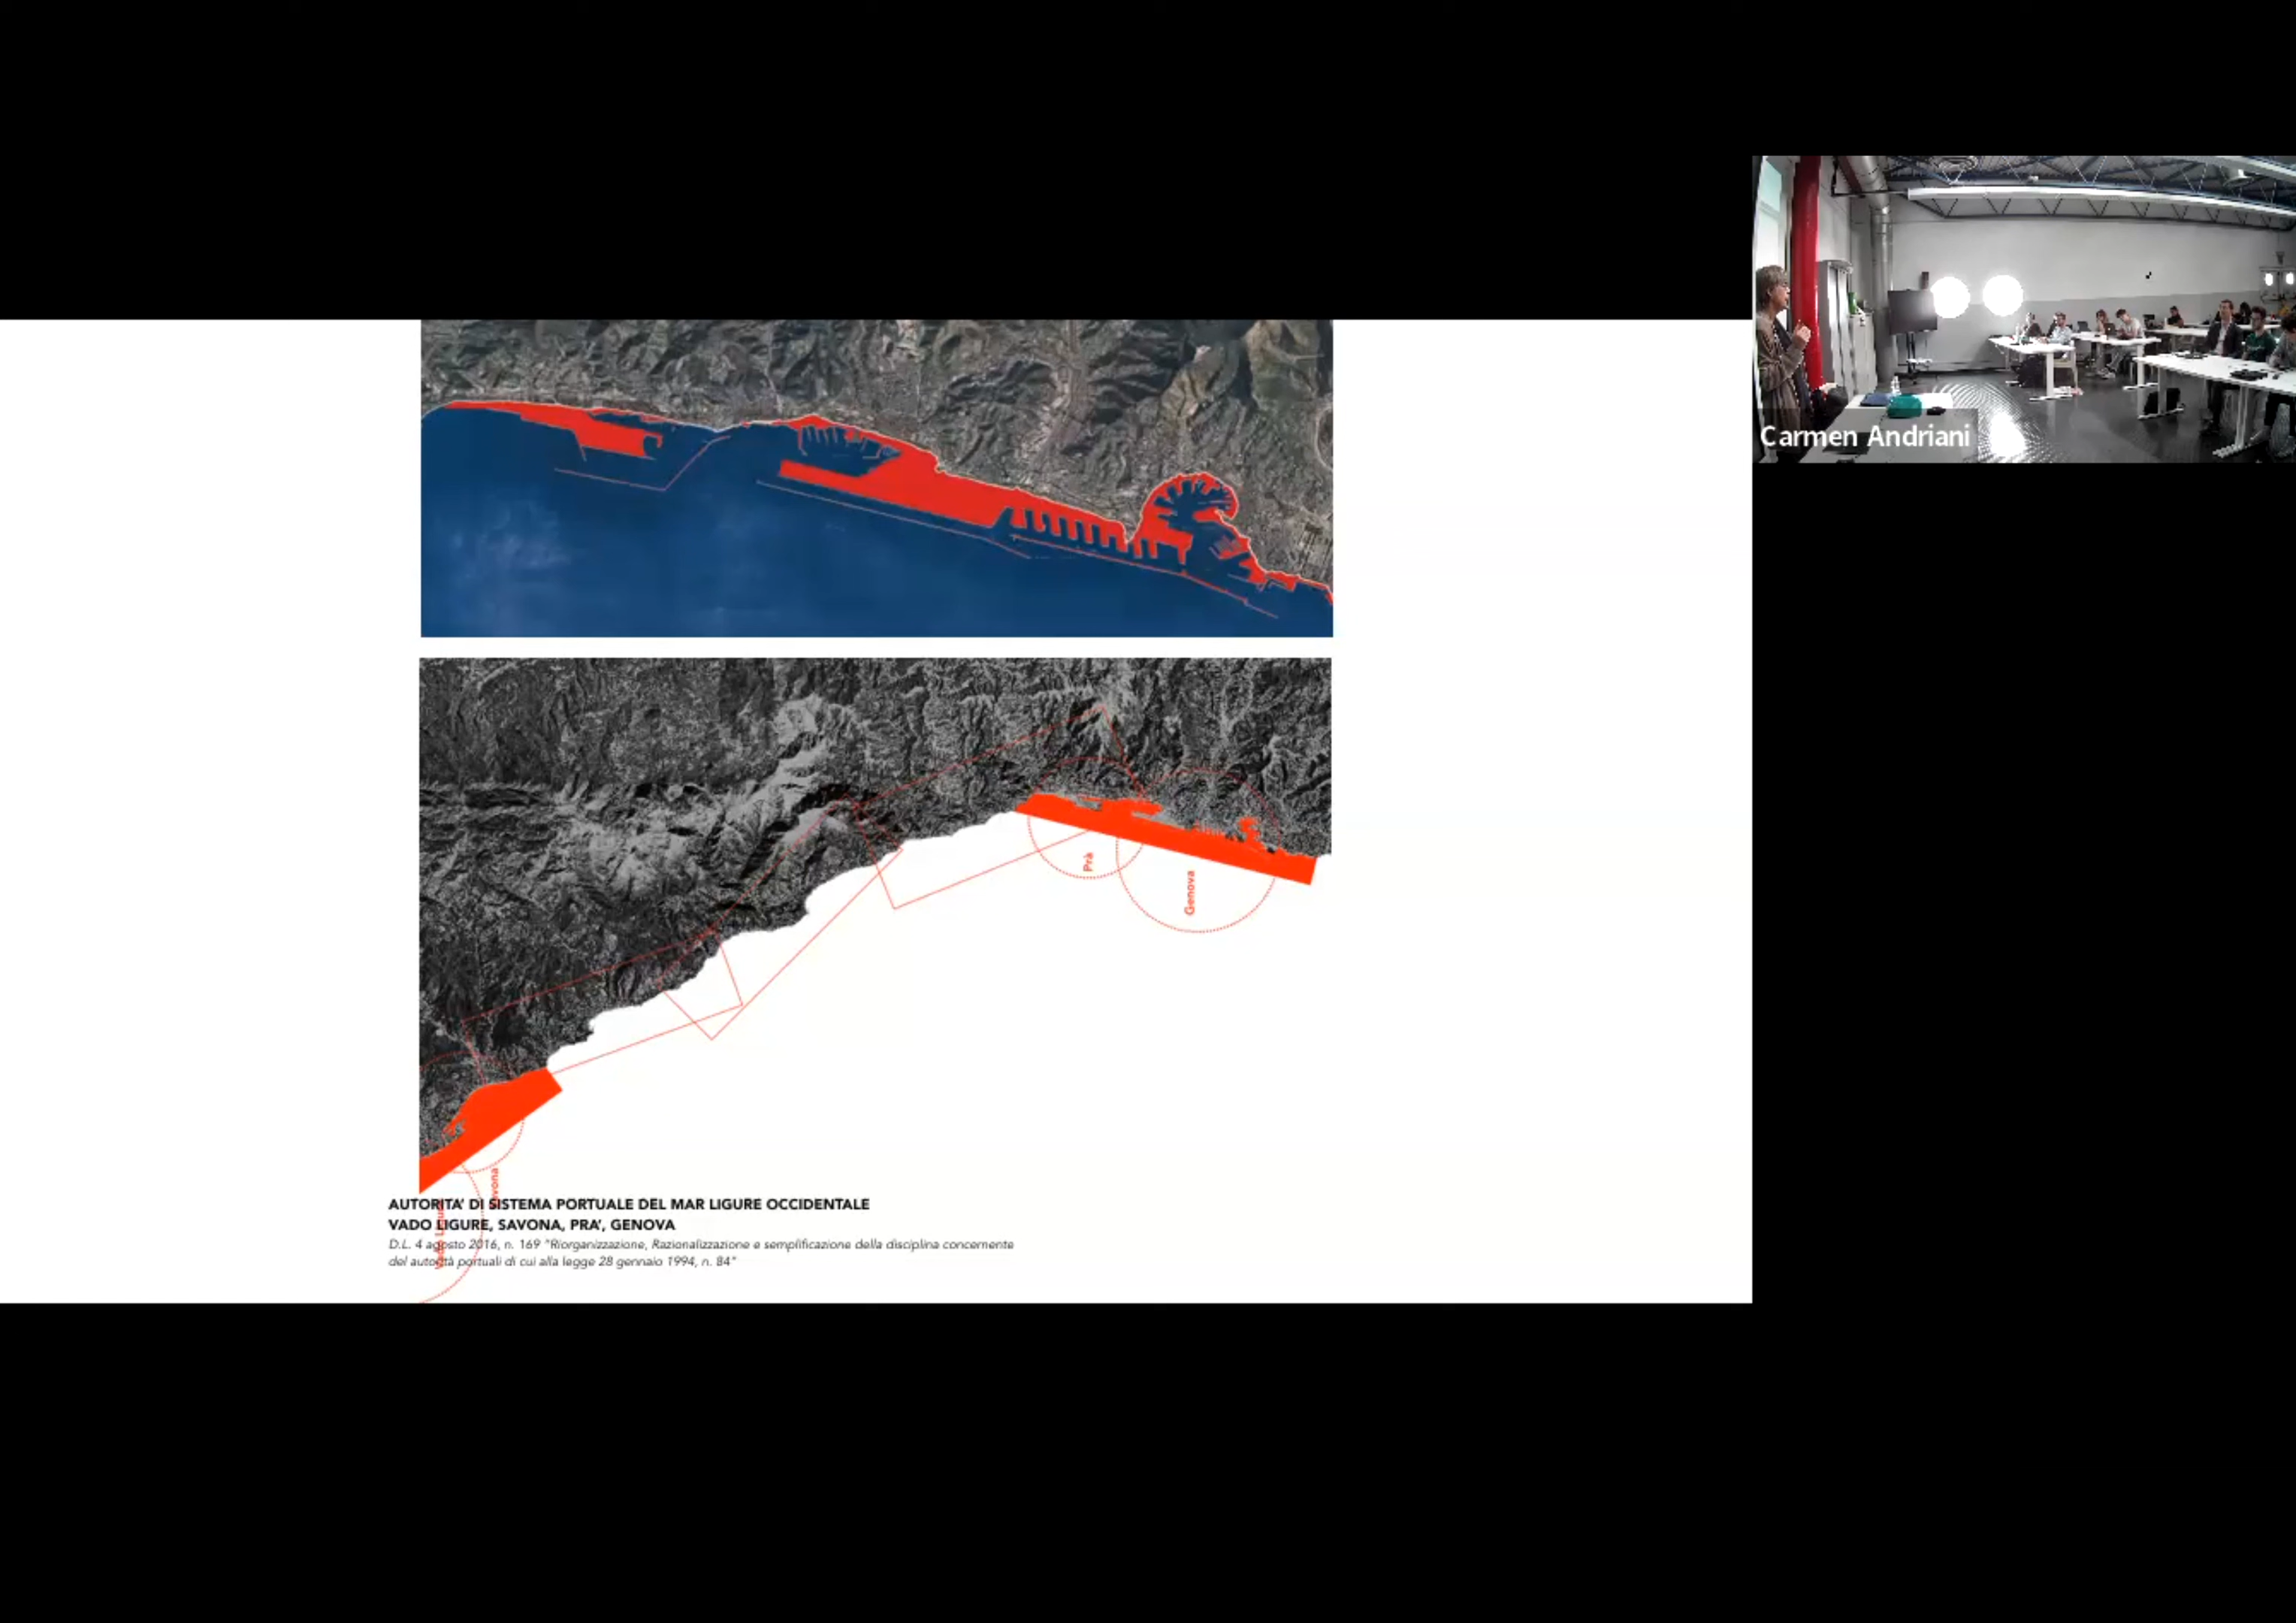 Carmen Andriani
Prà
Genova
AUTORITA' DI SISTEMA PORTUALE DEL MAR LIGURE OCCIDENTALE
VADO LIGURE, SAVONA, PRA', GENOVA
D.L. 4 agosto 2016, n. 169 "Riorganizzazione, Razionalizzazione e semplificazione della disciplina concernente
del autorità portuali di cui alla legge 28 gennaio 1994, n. 84"